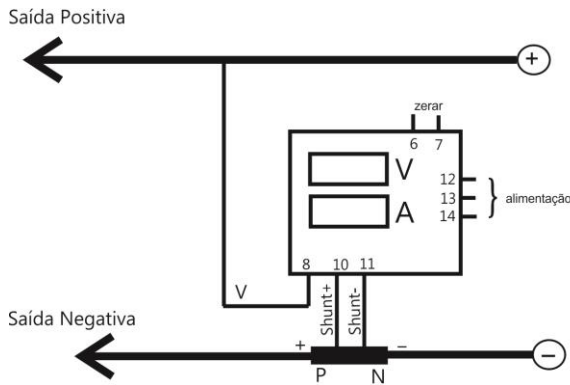 Saída Positiva
+
zerar
6 7
V
12
13
14
alimentação
A
8 10 11
V
Shunt+
Shunt-
Saída Negativa
+
−
−
P N